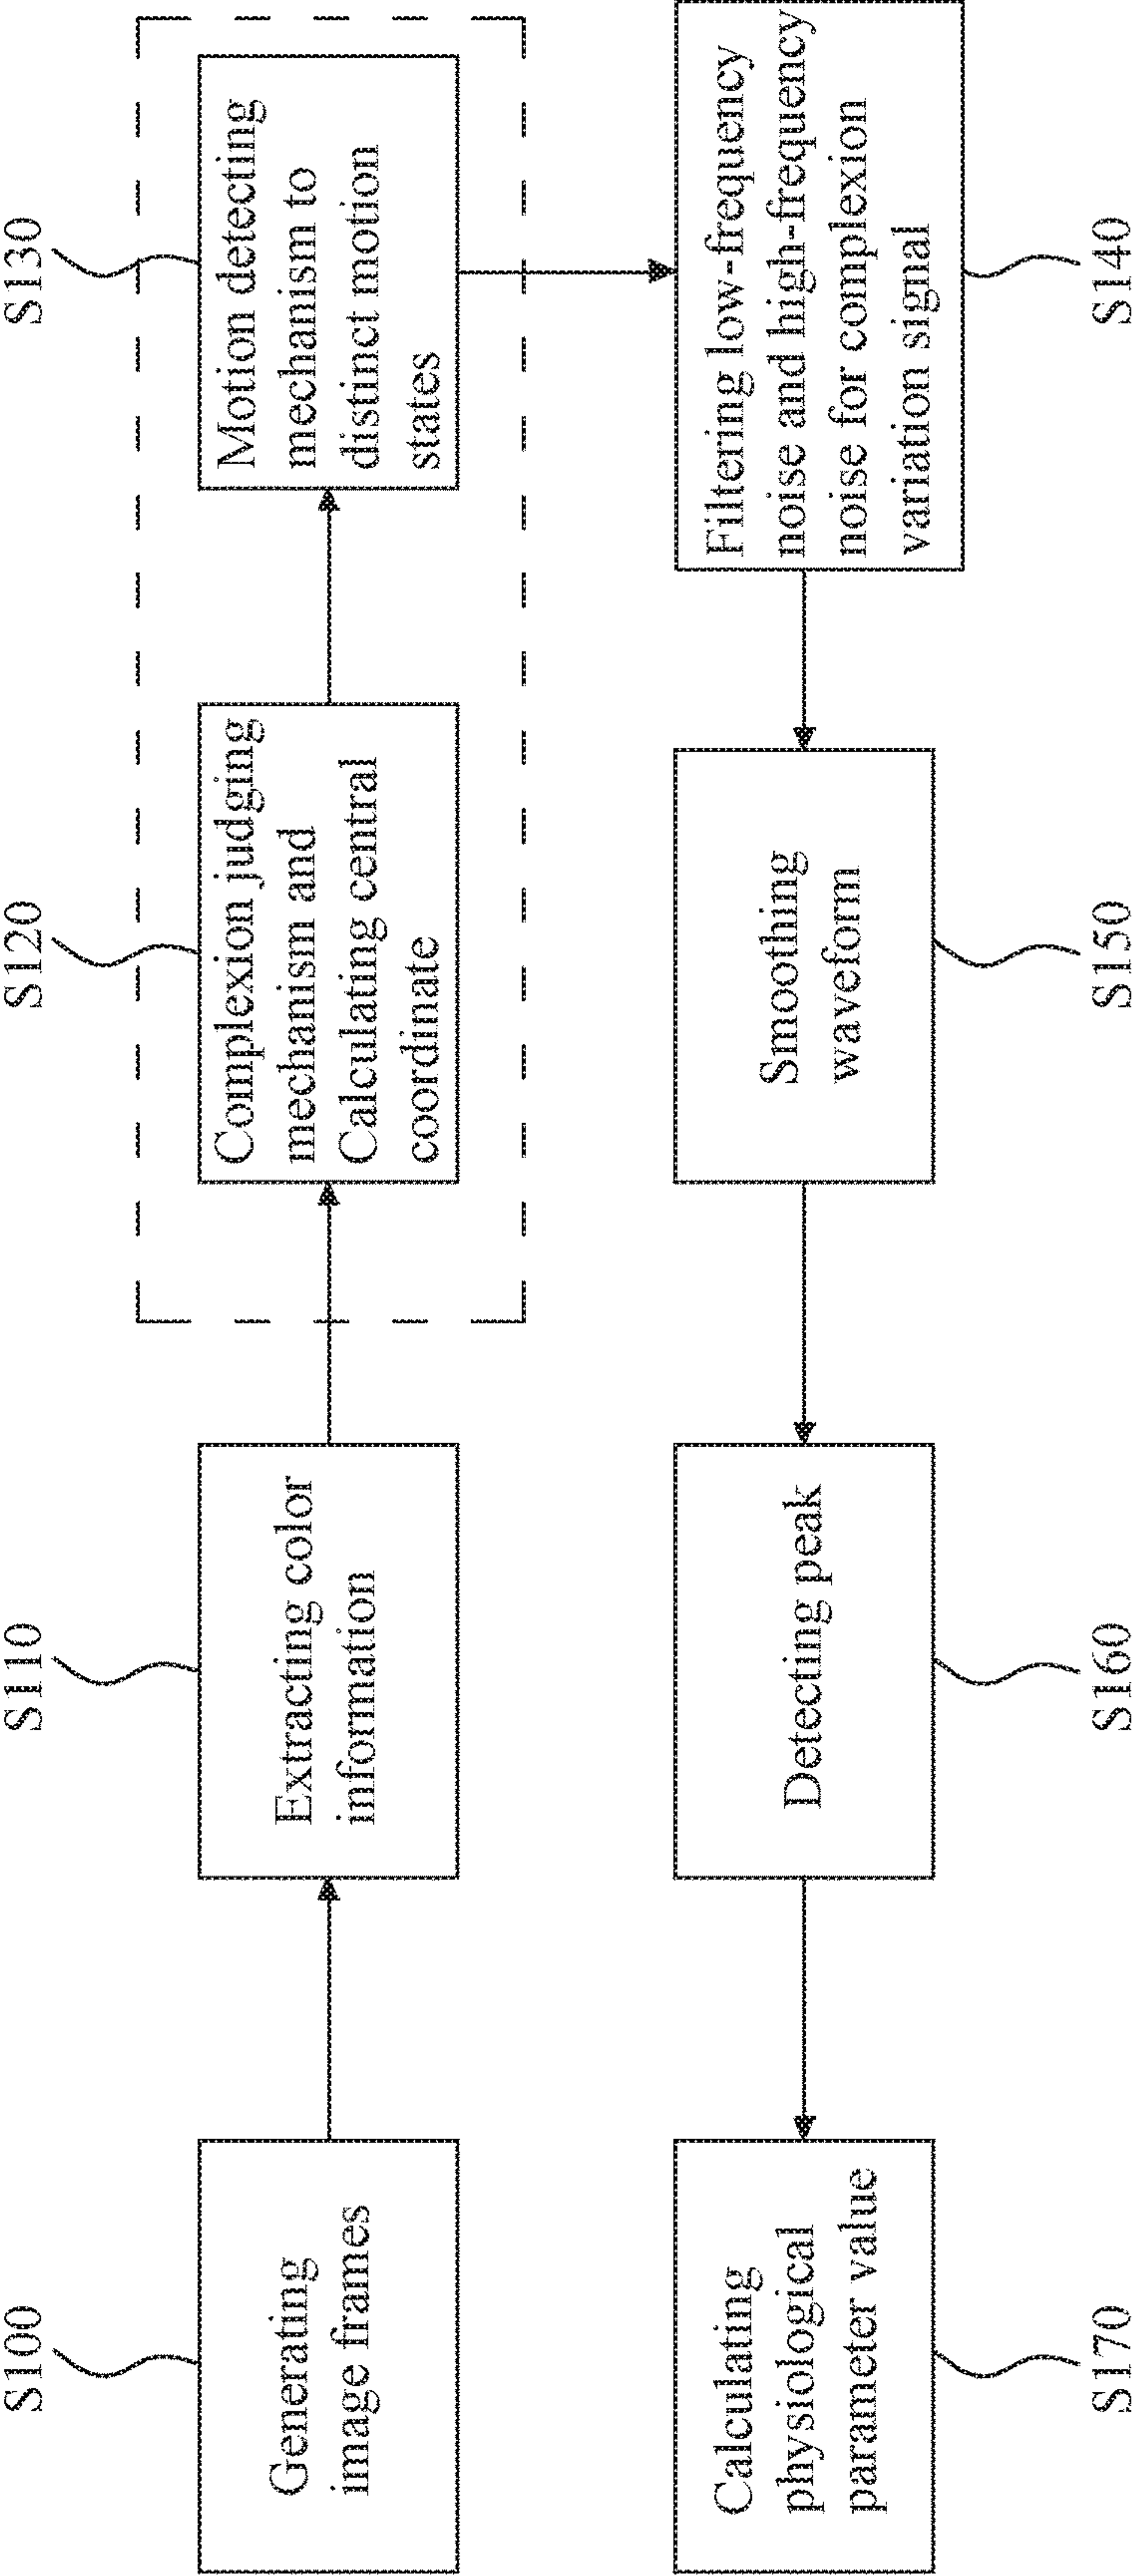 S100
Generating
image frames
S110
Extracting color
information
S120
Complexion judging
mechanism and
Calculating central
coordinate
S130
Motion detecting
mechanism to
distinct motion
states
Filtering low-frequency
noise and high-frequency
noise for complexion
variation signal
S140
Smoothing
waveform
S150
Detecting peak
S160
Calculating
physiological
parameter value
S170